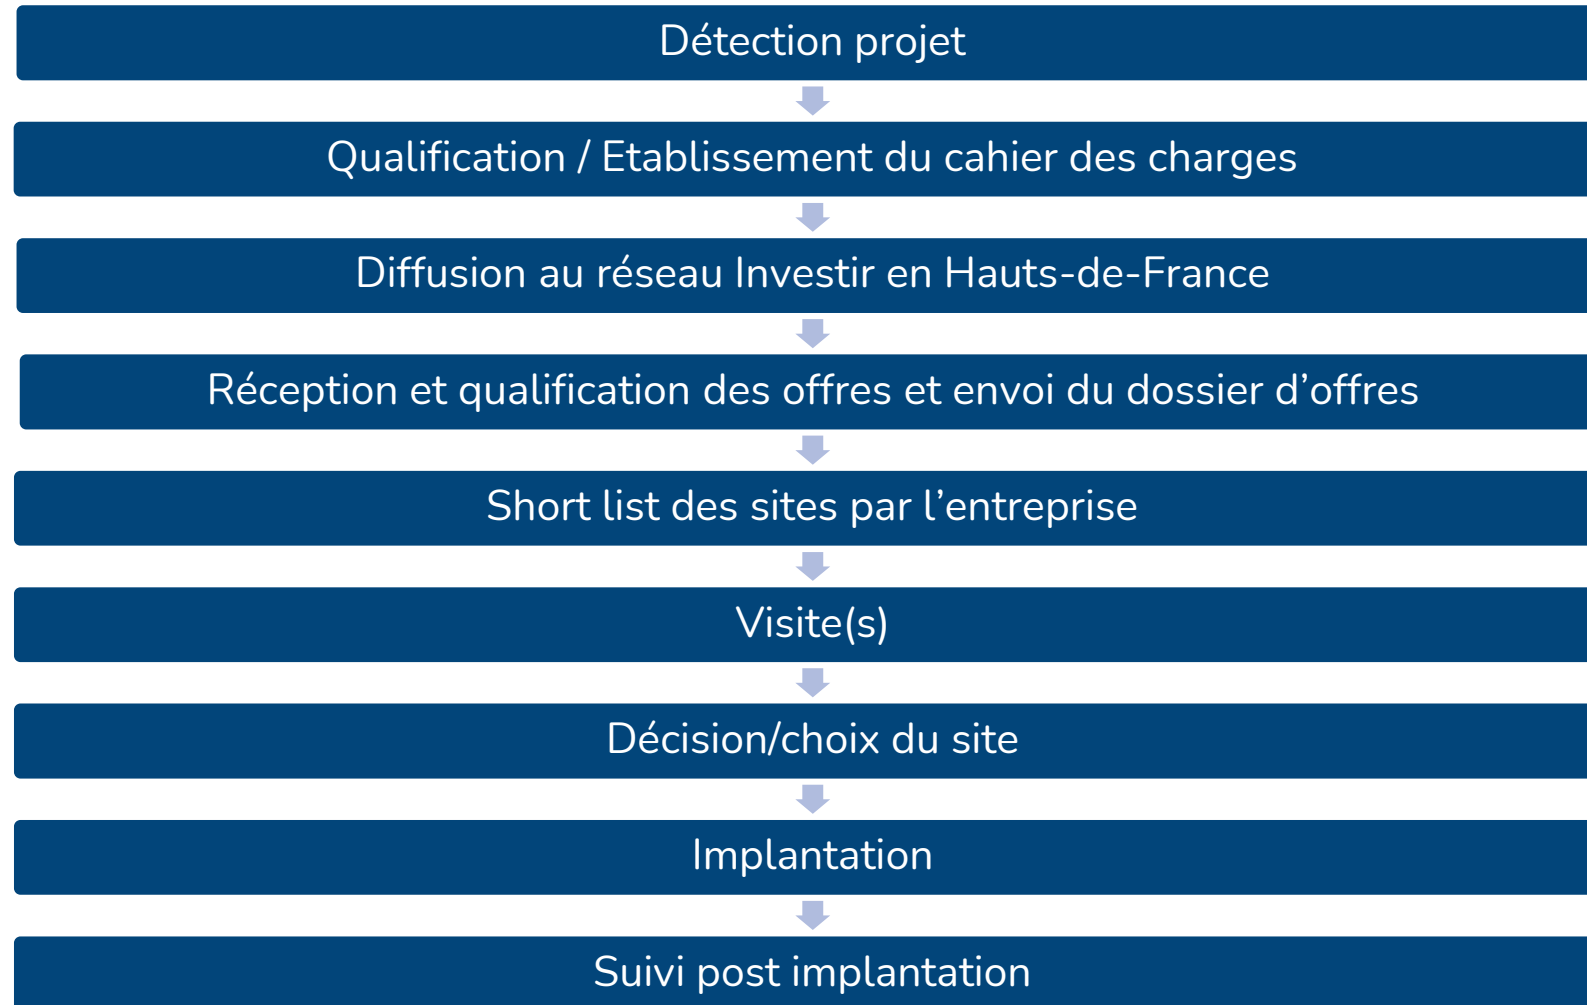 Détection projet
Qualification / Etablissement du cahier des charges
Diffusion au réseau Investir en Hauts-de-France
Réception et qualification des offres et envoi du dossier d’offres
Short list des sites par l’entreprise
Visite(s)
Décision/choix du site
Implantation
Suivi post implantation